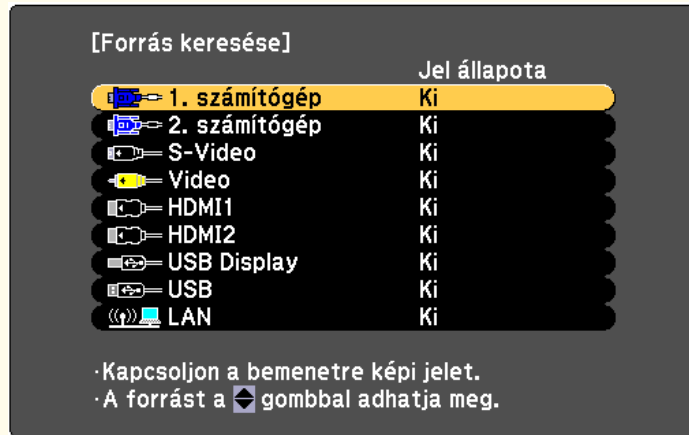 [Forrás keresése]
Jel állapota
1. számítógép Ki
2. számítógép Ki
S-Video Ki
Video Ki
HDMI1 Ki
HDMI2 Ki
USB Display Ki
USB Ki
LAN Ki
·Kapcsoljon a bemenetre képi jelet.
·A forrást a gombbal adhatja meg.